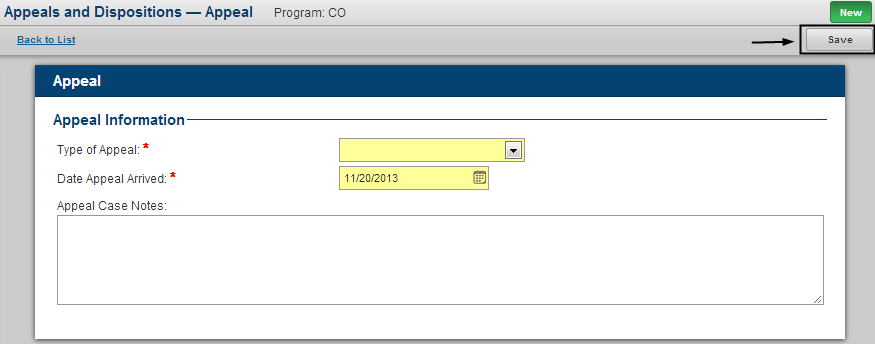 Appeals and Dispositions — Appeal Program: CO New
Back to List Save
Appeal
Appeal Information
Type of Appeal: *
Date Appeal Arrived: * 11/20/2013
Appeal Case Notes: